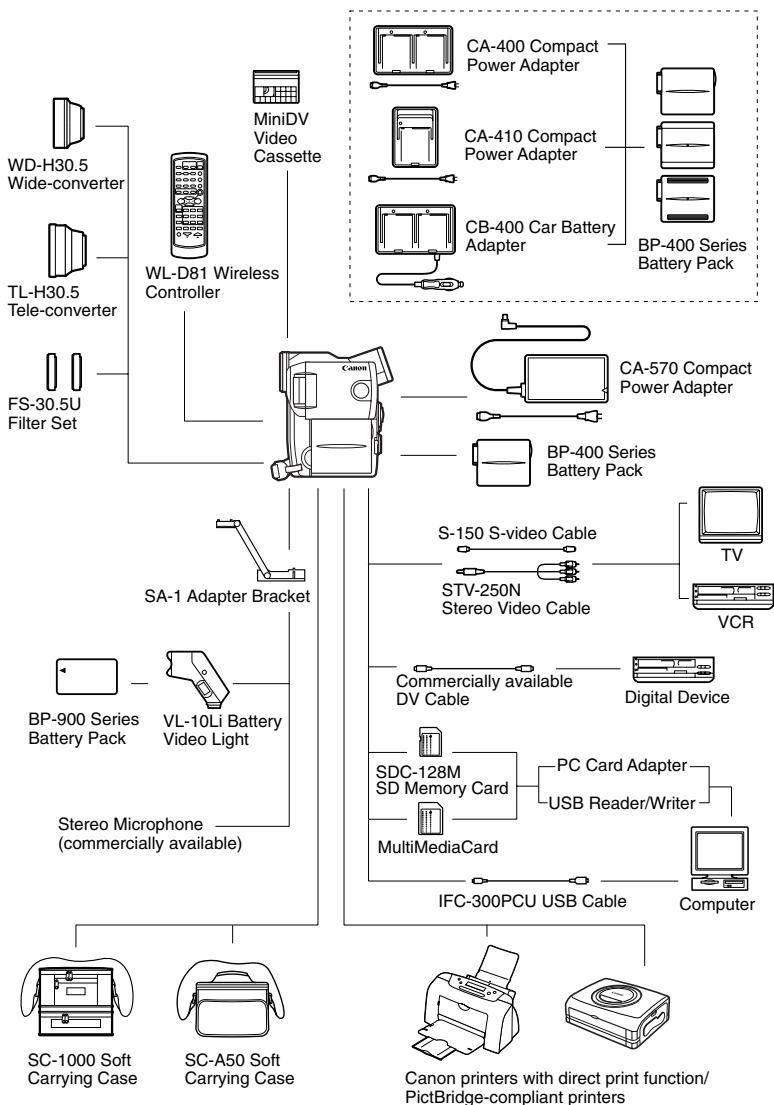 CA-400 Compact
Power Adapter
MiniDV
Video
Cassette
CA-410 Compact
Power Adapter
WD-H30.5
Wide-converter
CB-400 Car Battery
Adapter
BP-400 Series
Battery Pack
WL-D81 Wireless
Controller
TL-H30.5
Tele-converter
Canon
CA-570 Compact
Power Adapter
FS-30.5U
Filter Set
BP-400 Series
Battery Pack
S-150 S-video Cable
TV
SA-1 Adapter Bracket
STV-250N
Stereo Video Cable
VCR
Commercially available
DV Cable
Digital Device
BP-900 Series
Battery Pack
VL-10Li Battery
Video Light
SDC-128M
SD Memory Card
PC Card Adapter
USB Reader/Writer
Stereo Microphone
(commercially available)
MultiMediaCard
IFC-300PCU USB Cable
Computer
SC-1000 Soft
Carrying Case
SC-A50 Soft
Carrying Case
Canon printers with direct print function/
PictBridge-compliant printers